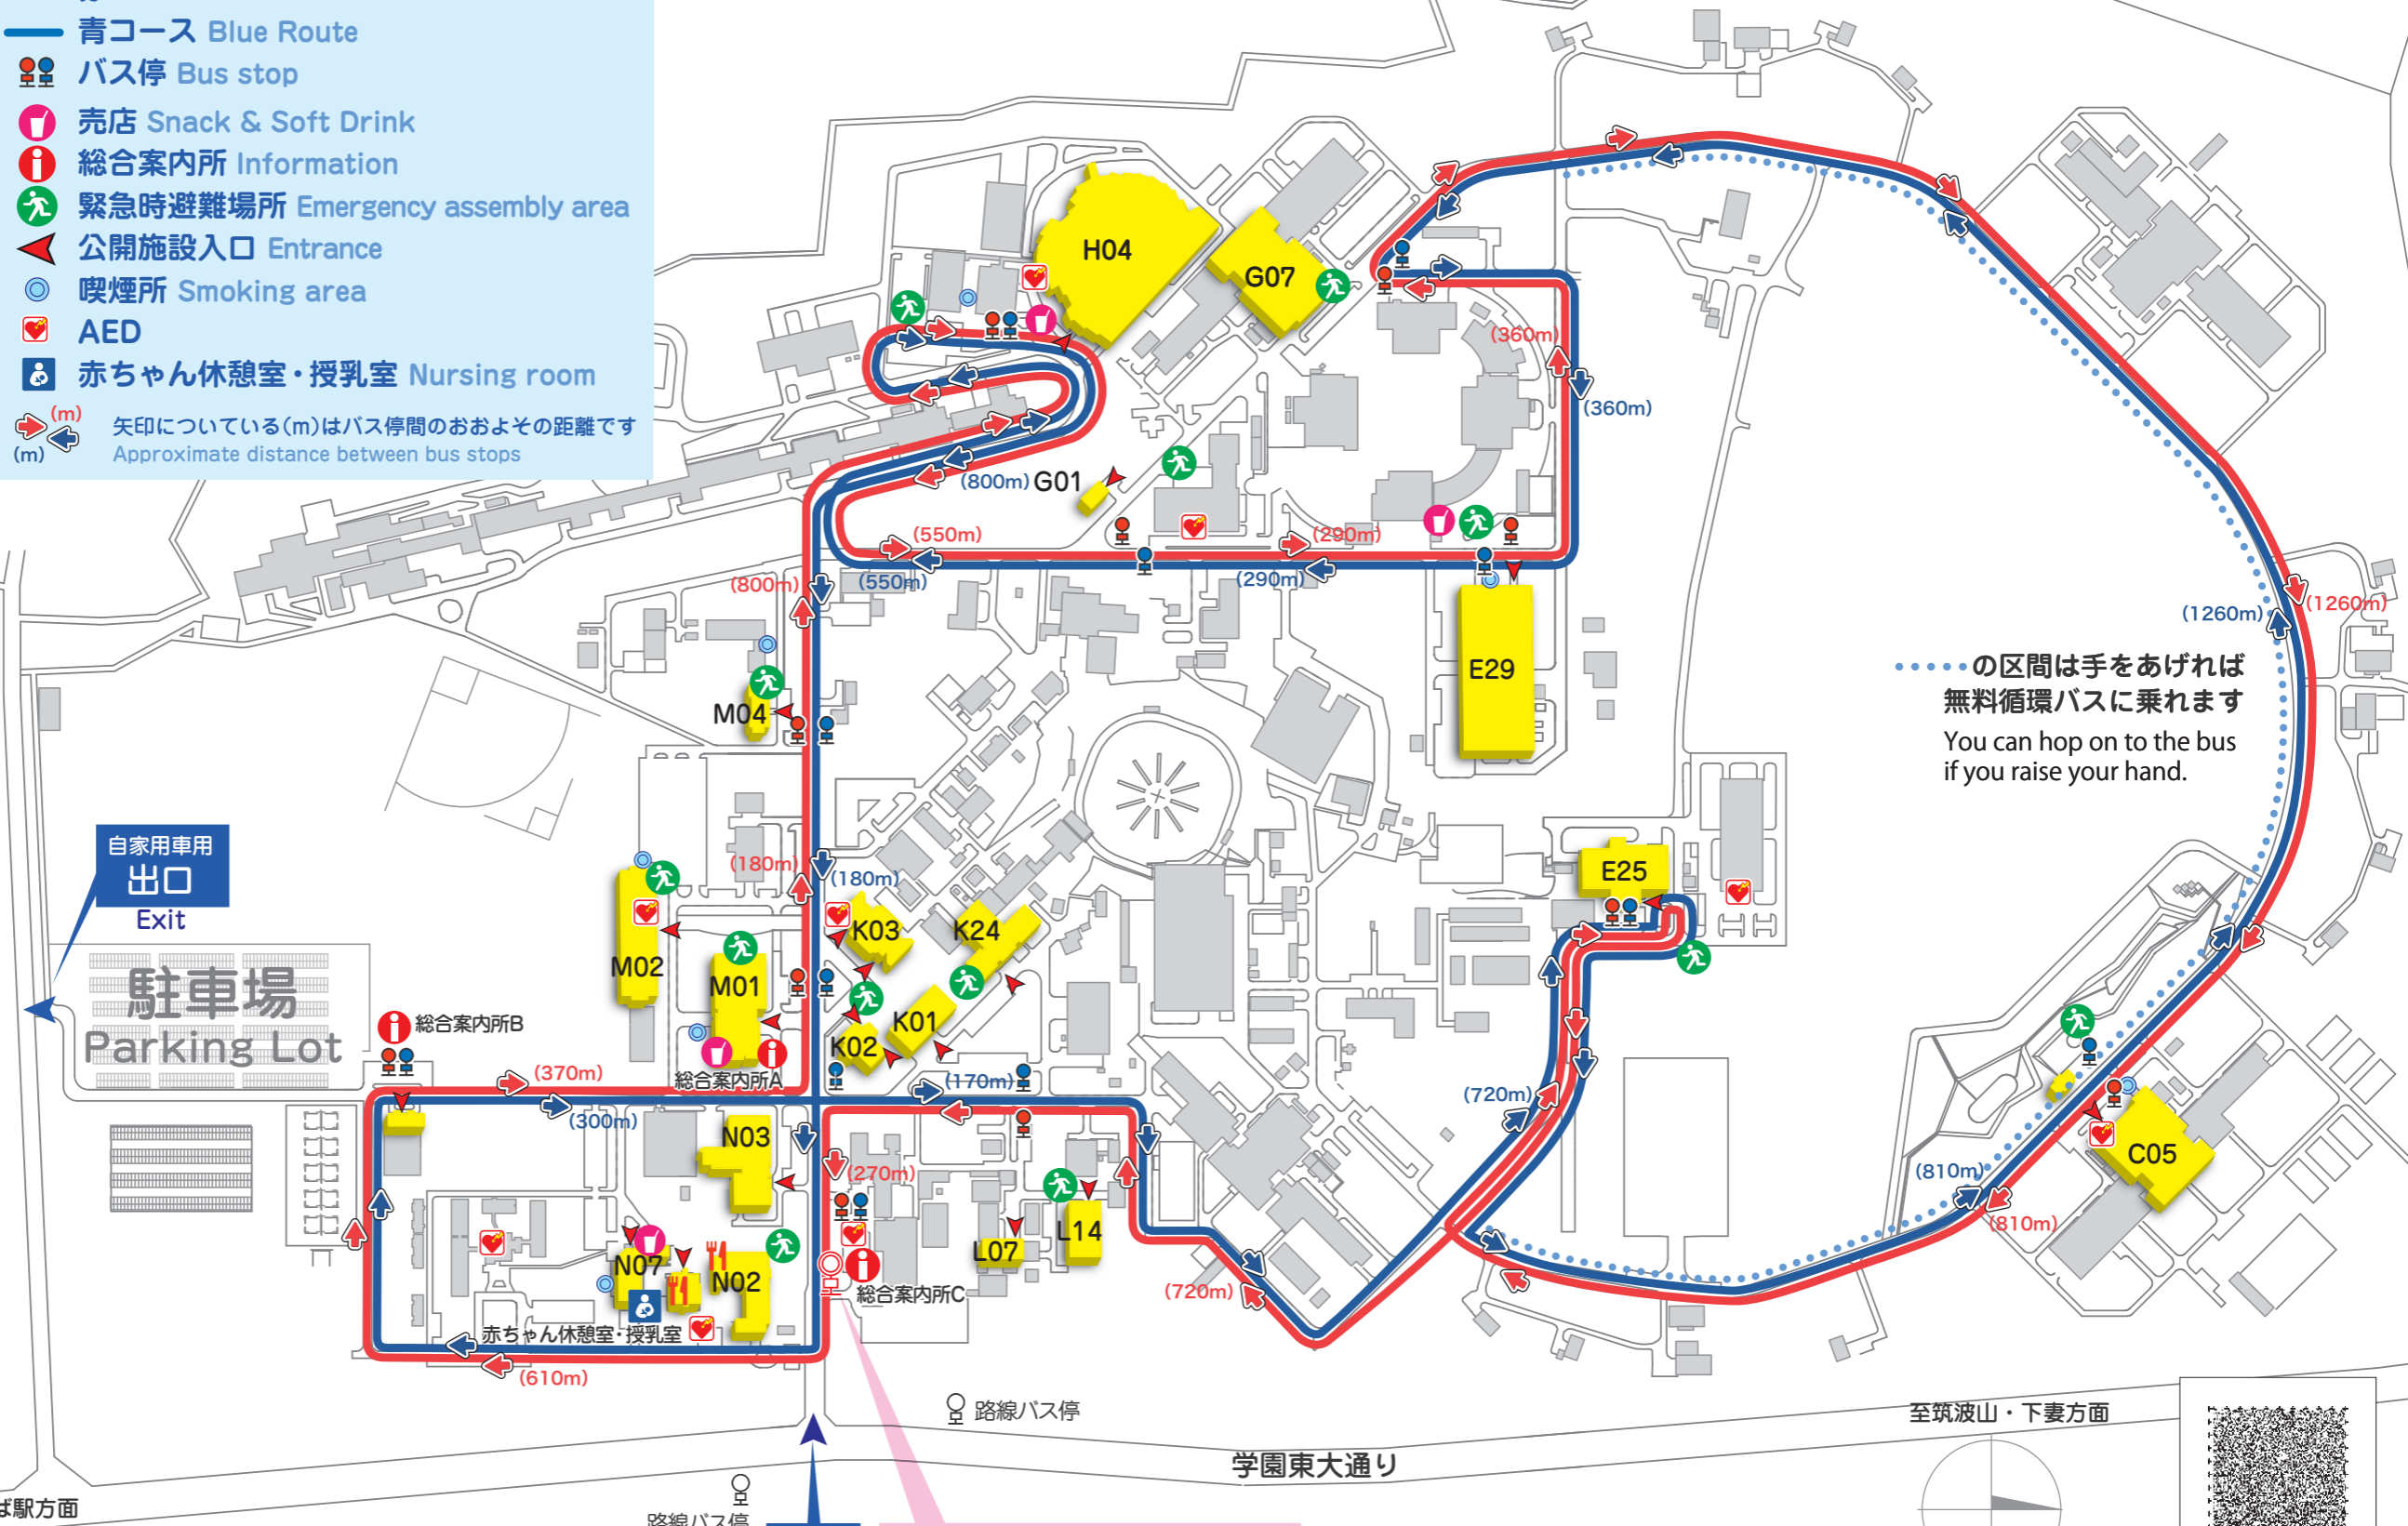 青コース Blue Route
バス停 Bus stop
売店 Snack & Soft Drink
総合案内所 Information
緊急時避難場所 Emergency assembly area
公開施設入口 Entrance
喫煙所 Smoking area
AED
赤ちゃん休憩室・授乳室 Nursing room
(m)
(m)
矢印についている(m)はバス停間のおおよその距離です
Approximate distance between bus stops
H04
G07
(360m)
(360m)
(800m)
G01
(550m)
(290m)
(800m)
(550m)
(290m)
(1260m)
(1260m)
E29
・・・・・の区間は手をあげれば
無料循環バスに乗れます
You can hop on to the bus
if you raise your hand.
M04
自家用車用
出口
Exit
(180m)
(180m)
E25
K03
K24
M02
M01
駐車場
Parking Lot
総合案内所B
K01
K02
(370m)
総合案内所A
(170m)
(300m)
(720m)
N03
(270m)
C05
(810m)
(810m)
L14
L07
N07
N02
総合案内所C
(720m)
赤ちゃん休憩室・授乳室
(610m)
路線バス停
至筑波山・下妻方面
学園東大通り
ば駅方面
路線バス停